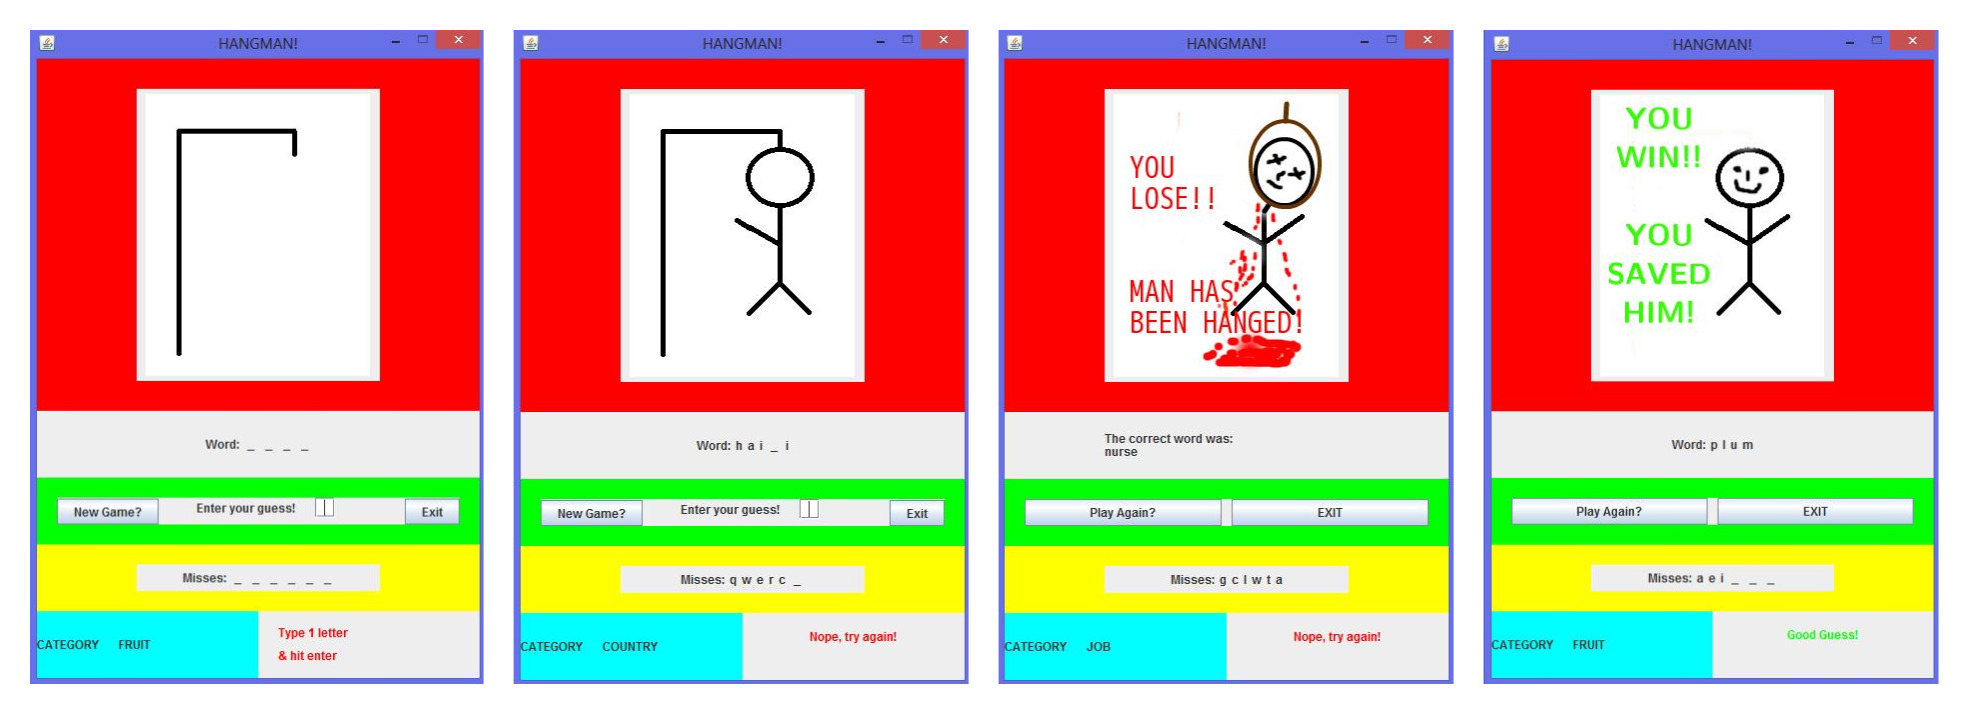 HANGMAN!
Word: _ _ _ _
New Game?
Enter your guess!
Exit
Misses: _ _ _ _ _ _
CATEGORY FRUIT
Type 1 letter
& hit enter
HANGMAN!
Word: h a i _ i
New Game?
Enter your guess!
Exit
Misses: q w e r c _
CATEGORY COUNTRY
Nope, try again!
HANGMAN!
YOU
LOSE!!
MAN HAS
BEEN HANGED!
The correct word was:
nurse
Play Again?
EXIT
Misses: g c l w t a
CATEGORY JOB
Nope, try again!
HANGMAN!
YOU
WIN!!
YOU
SAVED
HIM!
Word: p l u m
Play Again?
EXIT
Misses: a e i _ _ _
CATEGORY FRUIT
Good Guess!